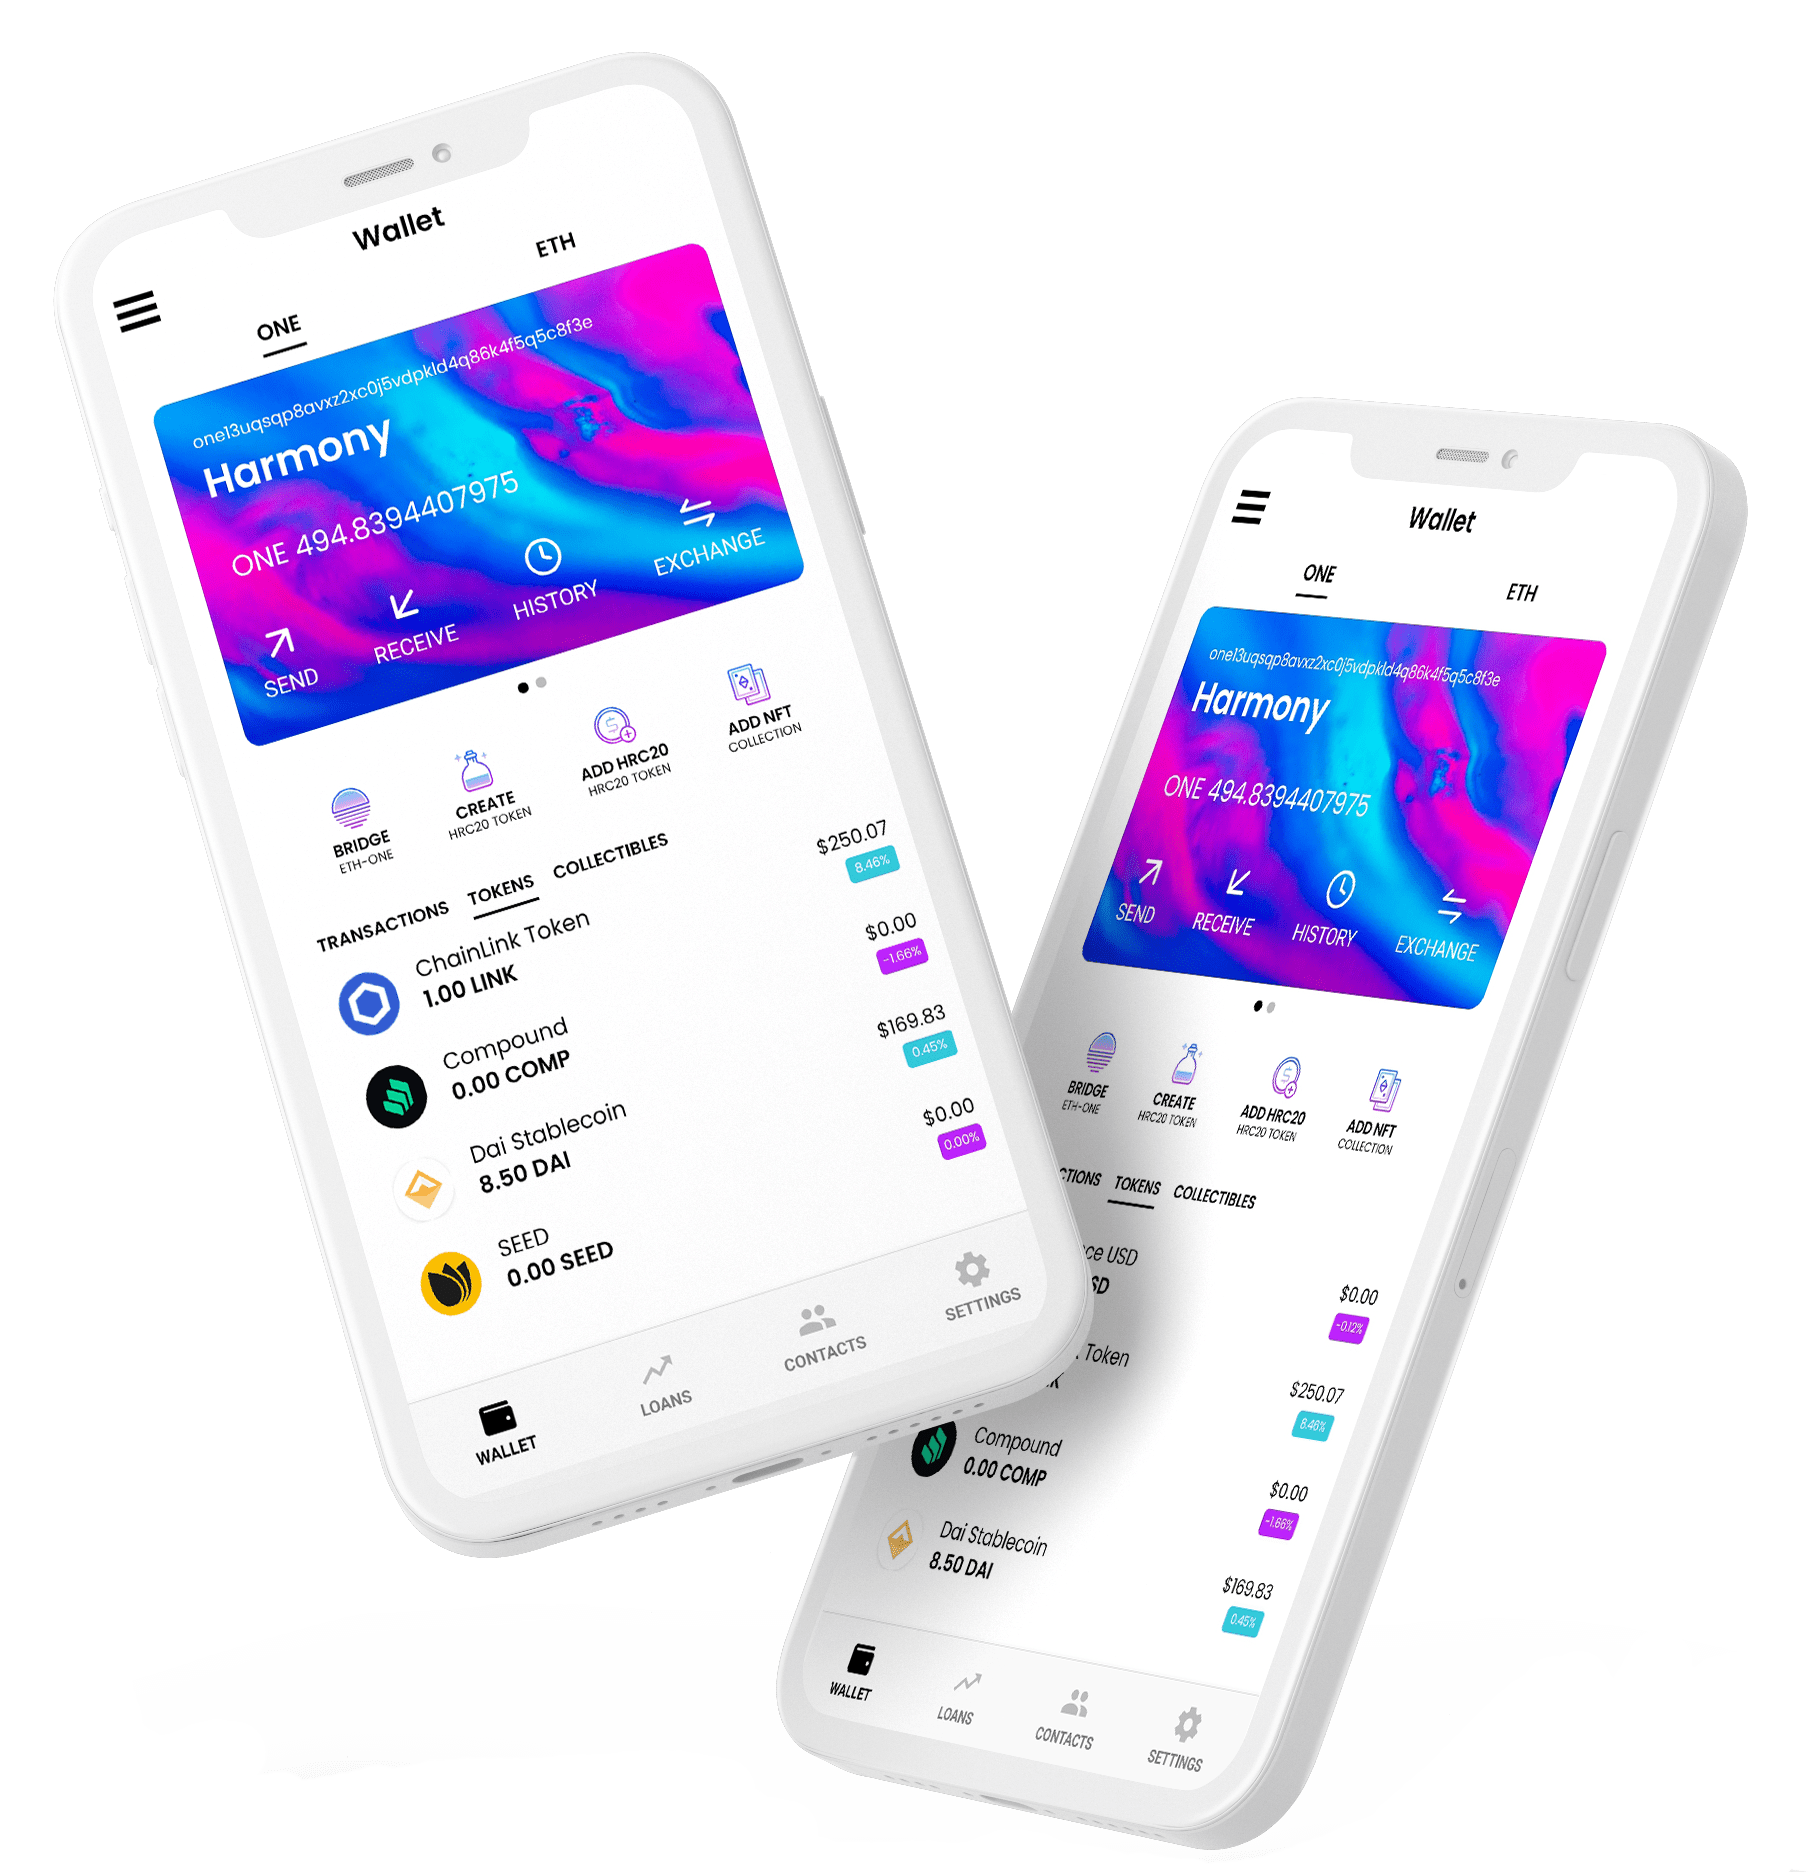 Wallet
ONE
ETH
one13uqsqp8avxz2xc0j5vdpkld4q86k4f5q5c8f3e
Harmony
ONE 494.8394407975
SEND
RECEIVE
HISTORY
EXCHANGE
BRIDGE
ETH-ONE
CREATE
HRC20 TOKEN
ADD HRC20
HRC20 TOKEN
ADD NFT
COLLECTION
TRANSACTIONS
TOKENS
COLLECTIBLES
ChainLink Token
1.00 LINK
$250.07
8.46%
Compound
0.00 COMP
$0.00
-1.66%
Dai Stablecoin
8.50 DAI
$169.83
0.45%
SEED
0.00 SEED
$0.00
0.00%
WALLET
LOANS
CONTACTS
SETTINGS
Wallet
ONE
ETH
one13uqsqp8avxz2xc0j5vdpkld4q86k4f5q5c8f3e
Harmony
ONE 494.8394407975
SEND
RECEIVE
HISTORY
EXCHANGE
BRIDGE
ETH-ONE
CREATE
HRC20 TOKEN
ADD HRC20
HRC20 TOKEN
ADD NFT
COLLECTION
CTIONS
TOKENS
COLLECTIBLES
ce USD
SD
$0.00
-0.12%
Token
$250.07
8.46%
Compound
0.00 COMP
$0.00
-1.66%
Dai Stablecoin
8.50 DAI
$169.83
0.45%
WALLET
LOANS
CONTACTS
SETTINGS